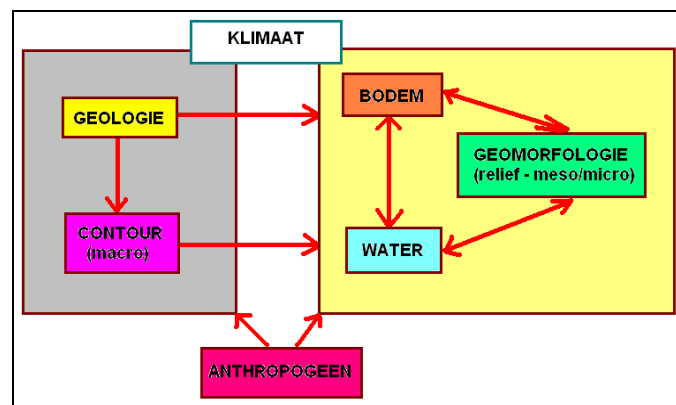 KLIMAAT
GEOLOGIE
CONTOUR
(macro)
BODEM
GEOMORFOLOGIE
(relief - meso/micro)
WATER
ANTHROPOGEEN